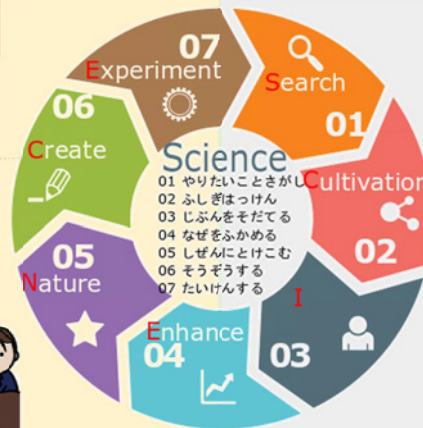 07
Experiment
Search
01
06
Create
Science
01 やりたいことさがし
02 ふしぎはっけん
03 じぶんをそだてる
04 なぜをふかめる
05 しぜんにとけこむ
06 そうぞうする
07 たいけんする
Cultivation
02
05
Nature
I
03
Enhance
04